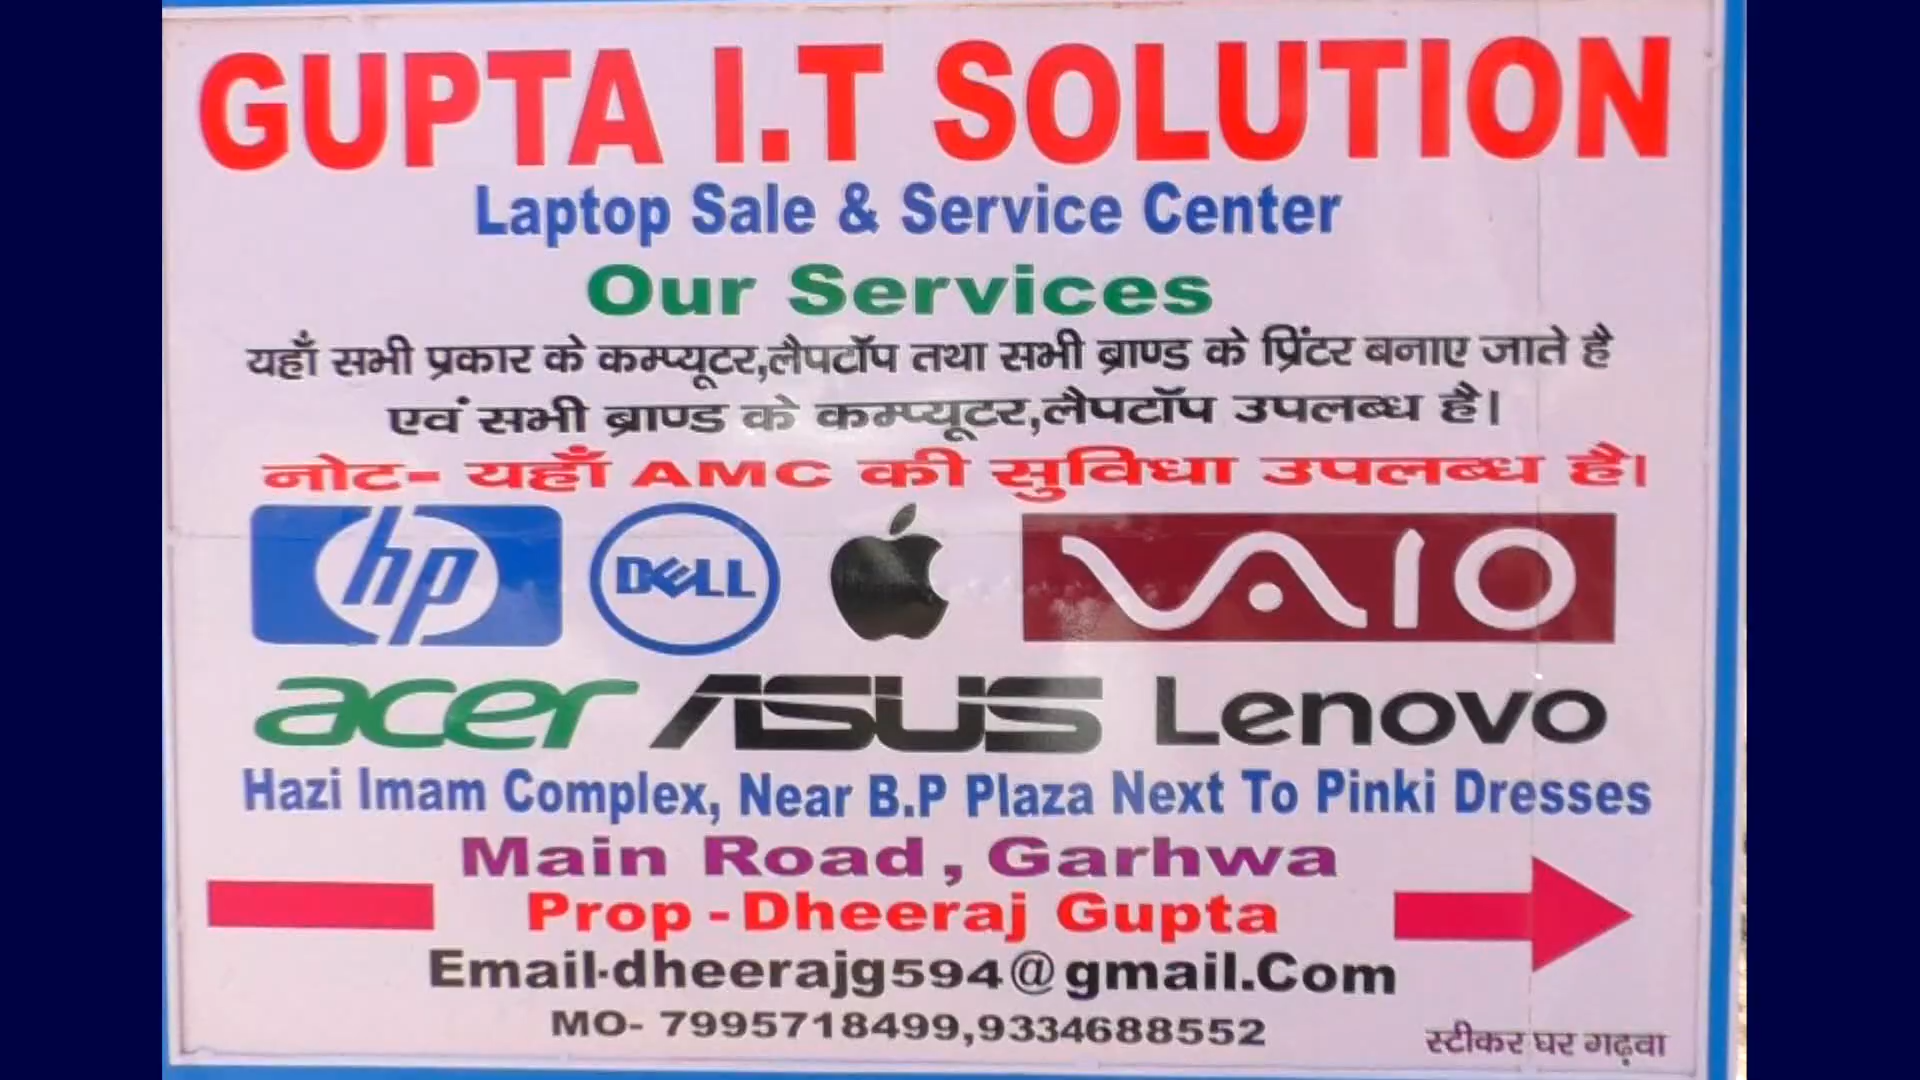 GUPTA I.T SOLUTION
Laptop Sale & Service Center
Our Services
यहाँ सभी प्रकार के कम्प्यूटर,लैपटॉप तथा सभी ब्राण्ड के प्रिंटर बनाए जाते है
एवं सभी ब्राण्ड के कम्प्यूटर,लैपटॉप उपलब्ध है।
नोट- यहाँ AMC की सुविधा उपलब्ध है।
hp DELL VAIO
acer ASUS Lenovo
Hazi Imam Complex, Near B.P Plaza Next To Pinki Dresses
Main Road , Garhwa
Prop - Dheeraj Gupta
Email-dheerajg594@gmail.Com
MO- 7995718499,9334688552
स्टीकर घर गढ़वा